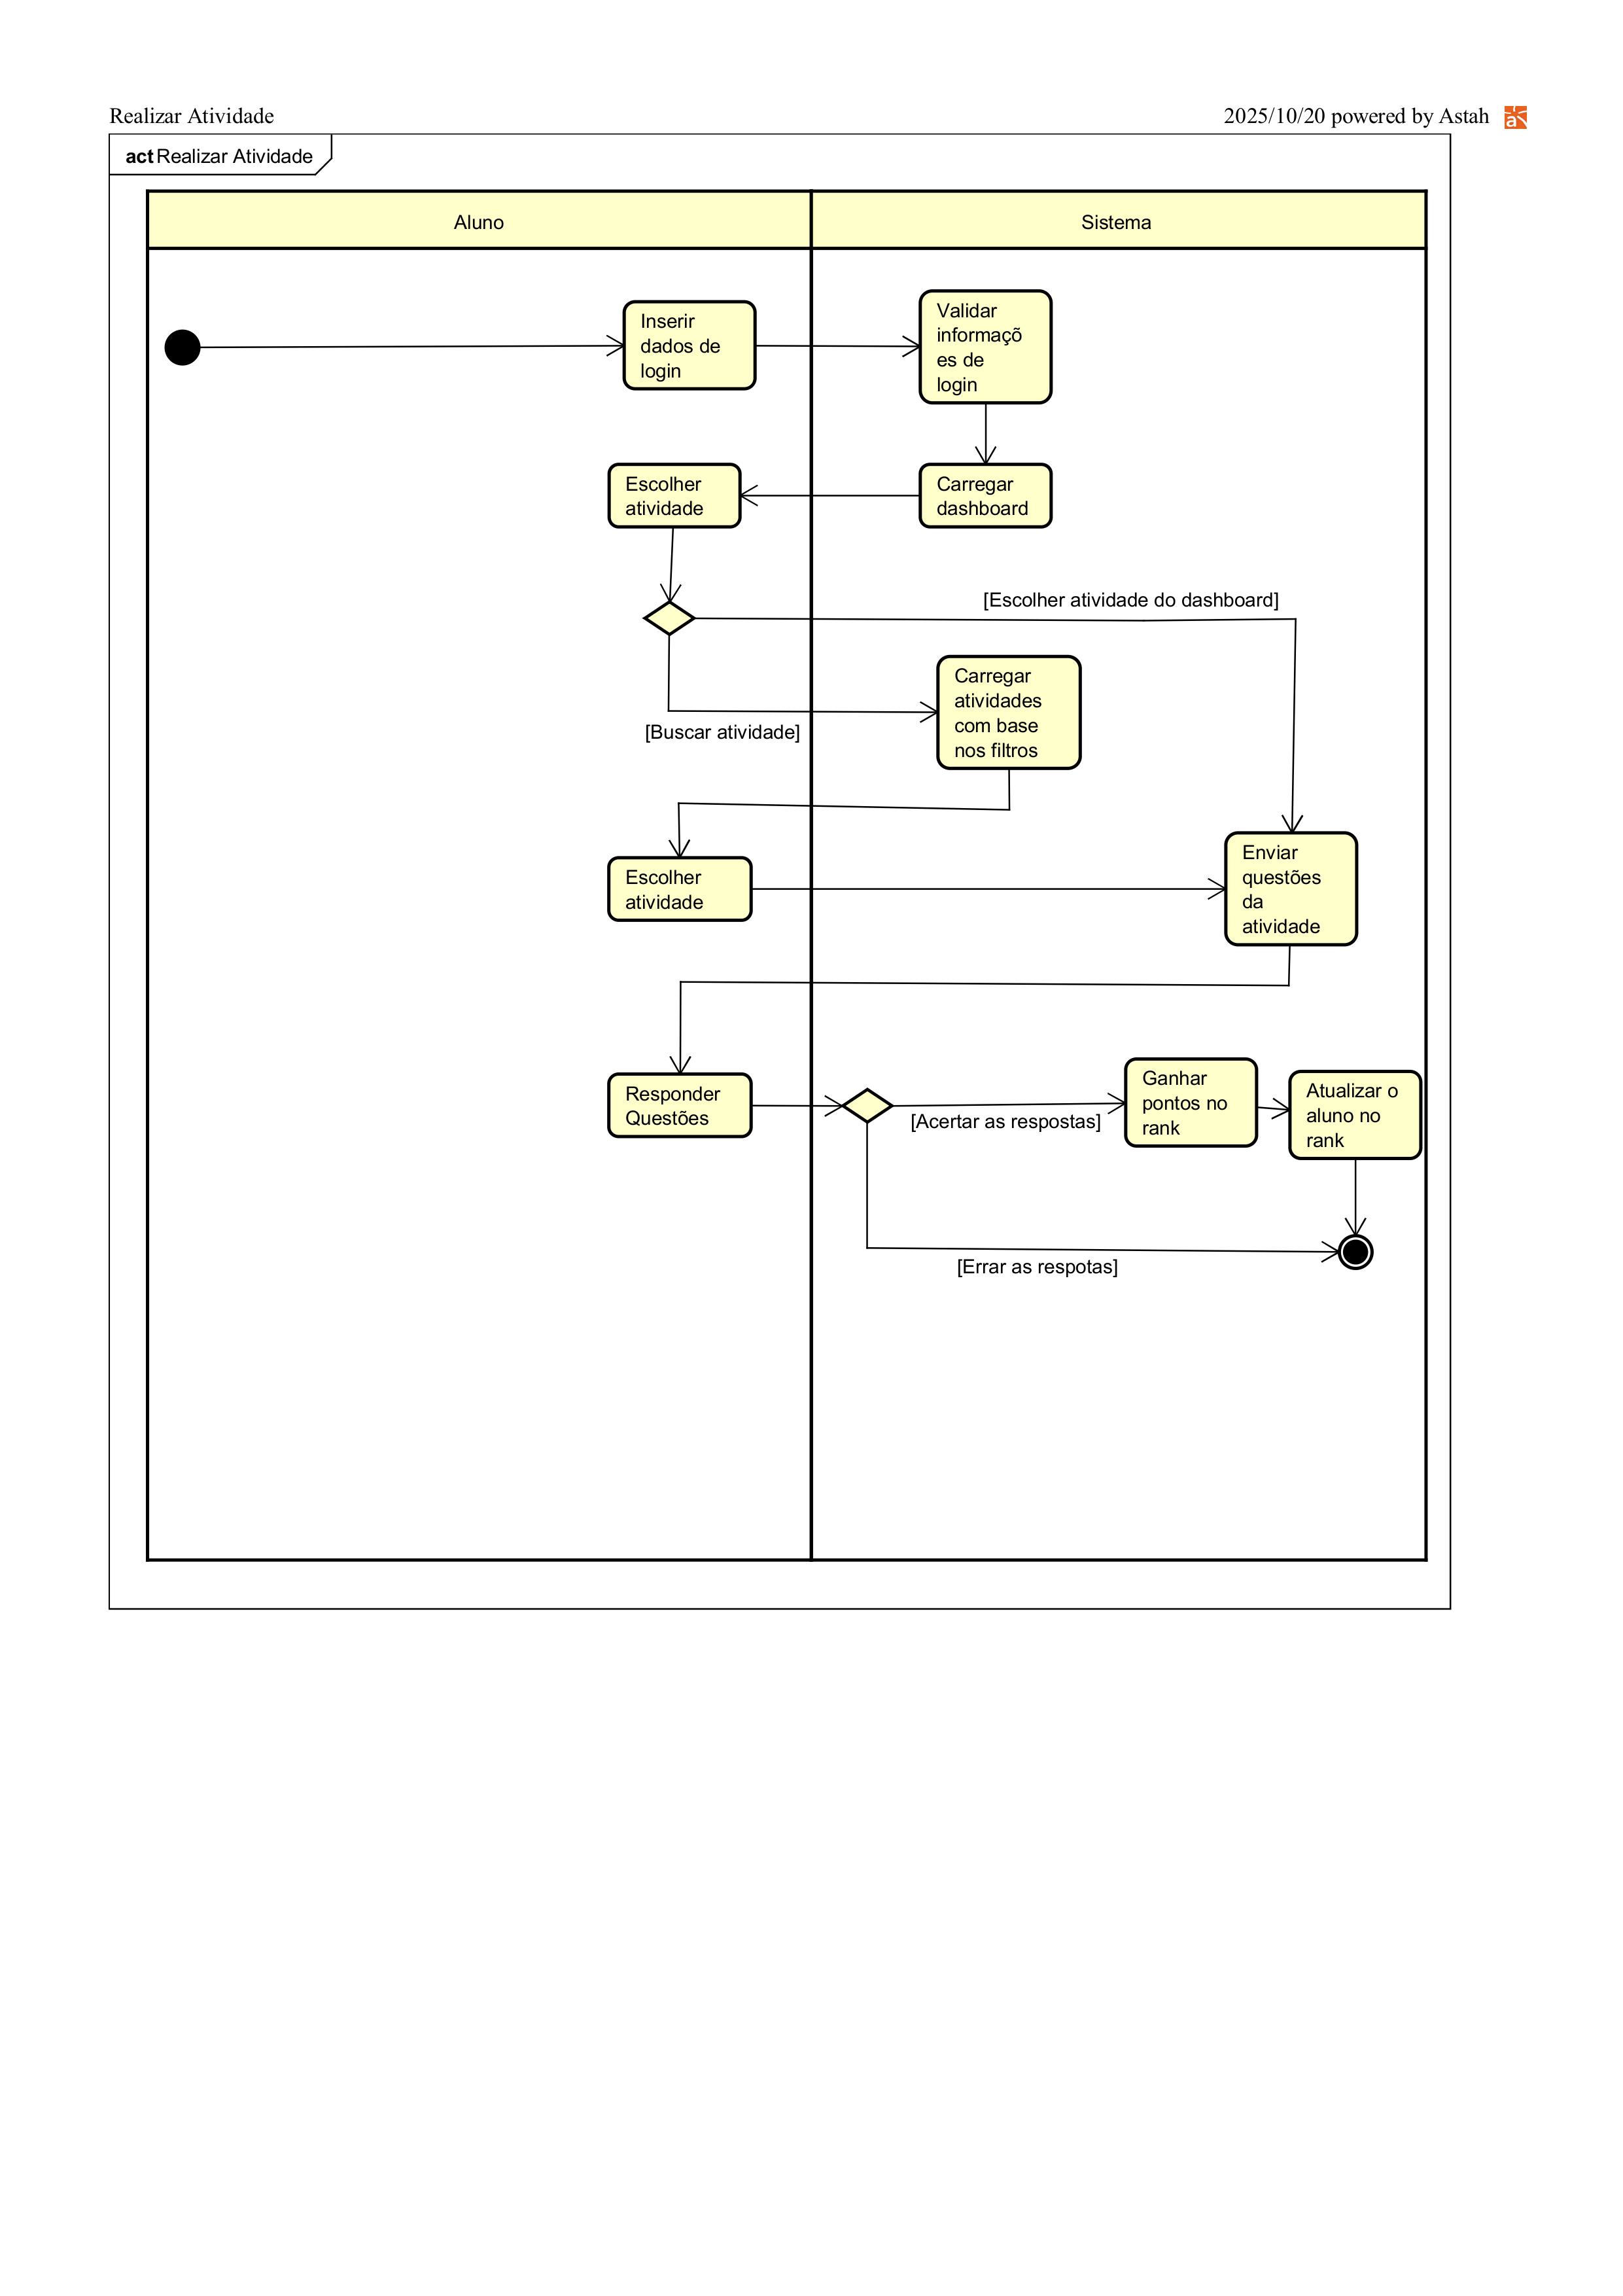 Realizar Atividade
2025/10/20 powered by Astah
act Realizar Atividade
Aluno
Sistema
Inserir
dados de
login
Validar
informaçõ
es de
login
Escolher
atividade
Carregar
dashboard
[Escolher atividade do dashboard]
Carregar
atividades
com base
nos filtros
[Buscar atividade]
Escolher
atividade
Enviar
questões
da
atividade
Responder
Questões
[Acertar as respostas]
Ganhar
pontos no
rank
Atualizar o
aluno no
rank
[Errar as respotas]